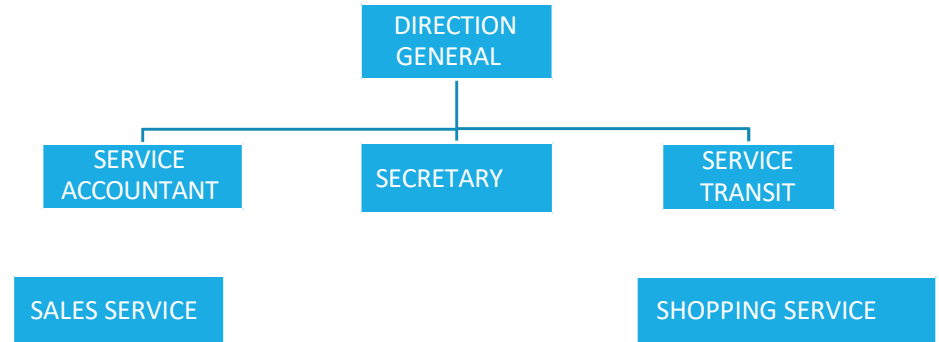 DIRECTION
GENERAL
SERVICE
ACCOUNTANT
SECRETARY
SERVICE
TRANSIT
SALES SERVICE
SHOPPING SERVICE